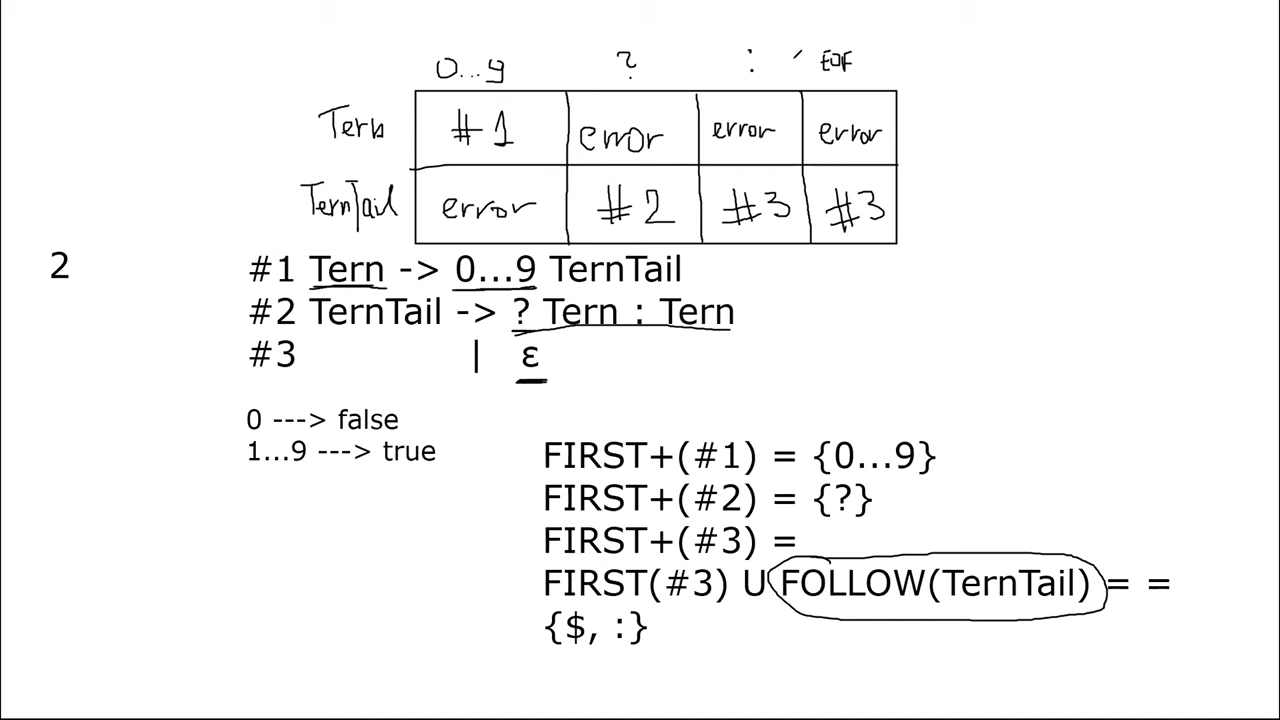 0...9 ? : EOF
Tern #1 error error error
TernTail error #2 #3 #3
2
#1 Tern -> 0...9 TernTail
#2 TernTail -> ? Tern : Tern
#3 | ε
0 ---> false
1...9 ---> true
FIRST+(#1) = {0...9}
FIRST+(#2) = {?}
FIRST+(#3) =
FIRST(#3) U FOLLOW(TernTail) = =
{$, :}